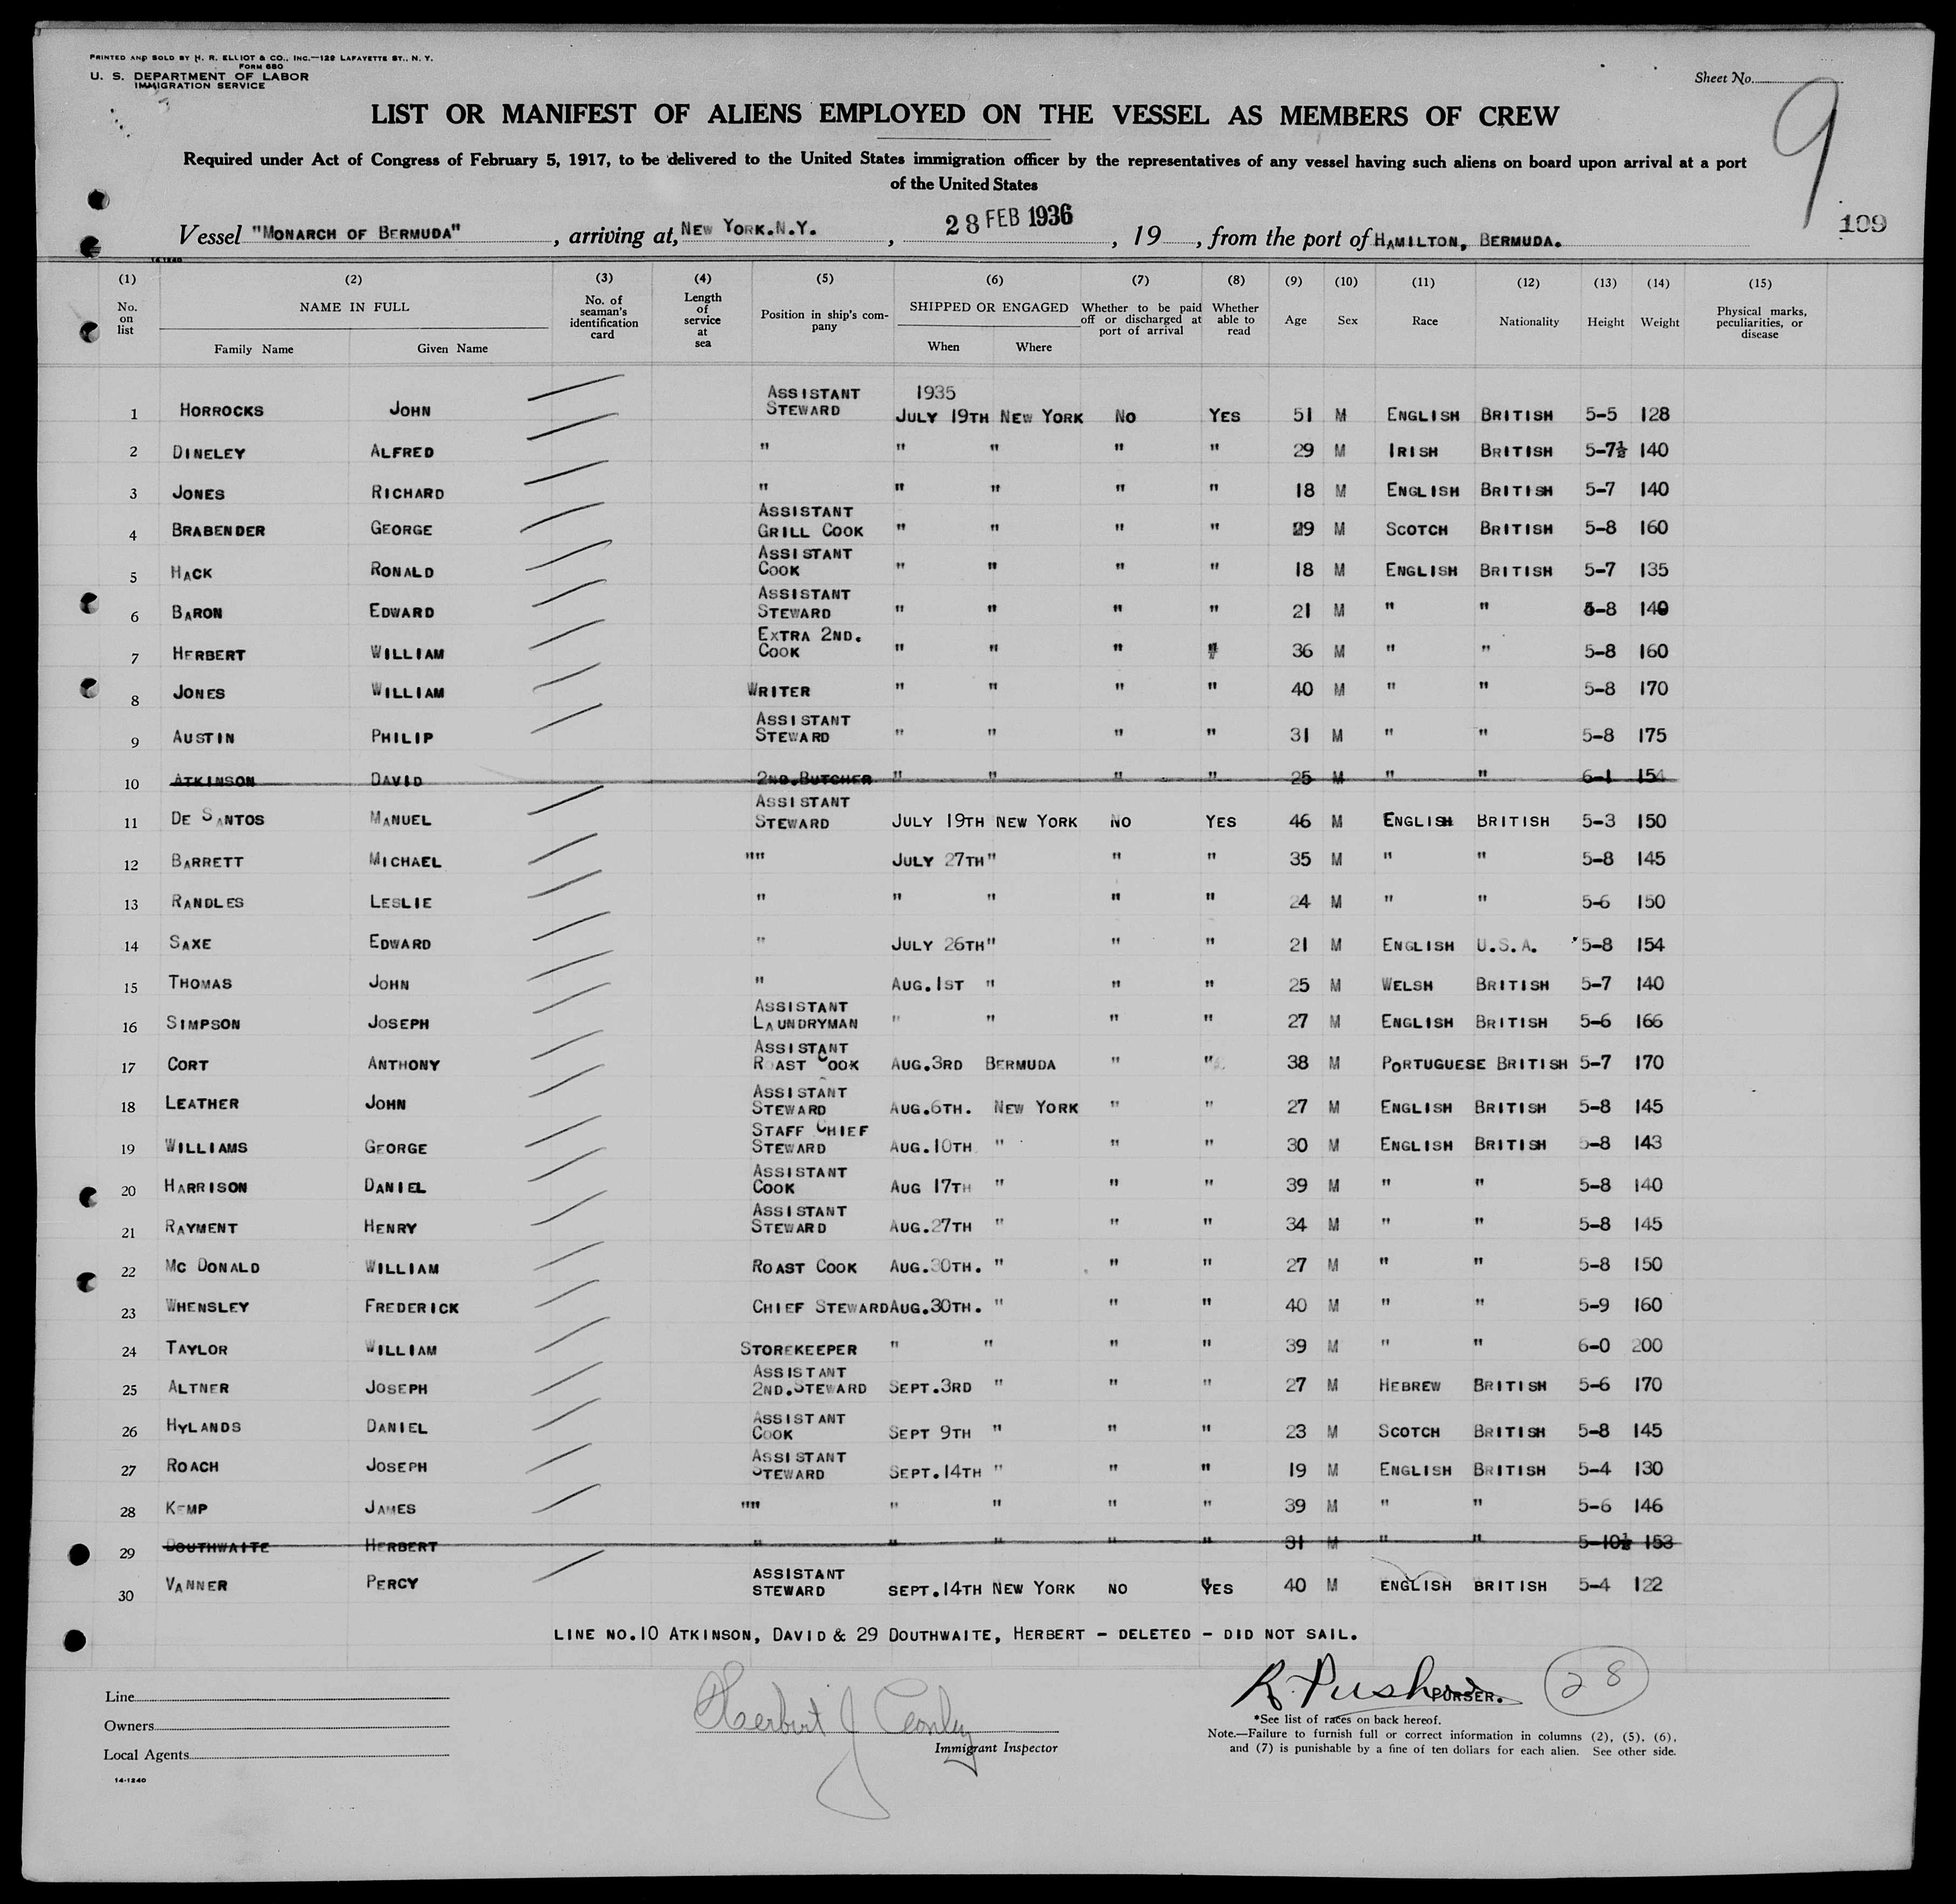 PRINTED AND SOLD BY H. R. ELLIOT & CO., INC.—129 LAFAYETTE ST., N. Y.
FORM 680
U. S. DEPARTMENT OF LABOR
IMMIGRATION SERVICE
Sheet No.
9
LIST OR MANIFEST OF ALIENS EMPLOYED ON THE VESSEL AS MEMBERS OF CREW
Required under Act of Congress of February 5, 1917, to be delivered to the United States immigration officer by the representatives of any vessel having such aliens on board upon arrival at a port
of the United States
Vessel "MONARCH OF BERMUDA", arriving at, NEW YORK.N.Y., 28 FEB 1936, 19 , from the port of HAMILTON, BERMUDA.
109
14-1240
(1) (2) (3) (4) (5) (6) (7) (8) (9) (10) (11) (12) (13) (14) (15)
No. on list NAME IN FULL Family Name Given Name No. of seaman's identification card Length of service at sea Position in ship's company SHIPPED OR ENGAGED When Where Whether to be paid off or discharged at port of arrival Whether able to read Age Sex Race Nationality Height Weight Physical marks, peculiarities, or disease
1 HORROCKS JOHN ASSISTANT STEWARD 1935 JULY 19TH NEW YORK NO YES 51 M ENGLISH BRITISH 5-5 128
2 DINELEY ALFRED " " " " " 29 M IRISH BRITISH 5-7½ 140
3 JONES RICHARD " " " " " 18 M ENGLISH BRITISH 5-7 140
4 BRABENDER GEORGE ASSISTANT GRILL COOK " " " " 29 M SCOTCH BRITISH 5-8 160
5 HACK RONALD ASSISTANT COOK " " " " 18 M ENGLISH BRITISH 5-7 135
6 BARON EDWARD ASSISTANT STEWARD " " " " 21 M " " 5-8 140
7 HERBERT WILLIAM EXTRA 2ND. COOK " " " " 36 M " " 5-8 160
8 JONES WILLIAM WRITER " " " " 40 M " " 5-8 170
9 AUSTIN PHILIP ASSISTANT STEWARD " " " " 31 M " " 5-8 175
10 ATKINSON DAVID 2ND.BUTCHER " " " " 25 M " " 6-1 154
11 DE SANTOS MANUEL ASSISTANT STEWARD JULY 19TH NEW YORK NO YES 46 M ENGLISH BRITISH 5-3 150
12 BARRETT MICHAEL "" JULY 27TH " " " 35 M " " 5-8 145
13 RANDLES LESLIE " " " " " 24 M " " 5-6 150
14 SAXE EDWARD " JULY 26TH " " " 21 M ENGLISH U.S.A. 5-8 154
15 THOMAS JOHN " AUG.1ST " " " 25 M WELSH BRITISH 5-7 140
16 SIMPSON JOSEPH ASSISTANT LAUNDRYMAN " " " " 27 M ENGLISH BRITISH 5-6 166
17 CORT ANTHONY ASSISTANT ROAST COOK AUG.3RD BERMUDA " " 38 M PORTUGUESE BRITISH 5-7 170
18 LEATHER JOHN ASSISTANT STEWARD AUG.6TH. NEW YORK " " 27 M ENGLISH BRITISH 5-8 145
19 WILLIAMS GEORGE STAFF CHIEF STEWARD AUG.10TH " " " 30 M ENGLISH BRITISH 5-8 143
20 HARRISON DANIEL ASSISTANT COOK AUG 17TH " " " 39 M " " 5-8 140
21 RAYMENT HENRY ASSISTANT STEWARD AUG.27TH " " " 34 M " " 5-8 145
22 MC DONALD WILLIAM ROAST COOK AUG.30TH. " " " 27 M " " 5-8 150
23 WHENSLEY FREDERICK CHIEF STEWARD AUG.30TH. " " " 40 M " " 5-9 160
24 TAYLOR WILLIAM STOREKEEPER " " " " 39 M " " 6-0 200
25 ALTNER JOSEPH ASSISTANT 2ND.STEWARD SEPT.3RD " " " 27 M HEBREW BRITISH 5-6 170
26 HYLANDS DANIEL ASSISTANT COOK SEPT 9TH " " " 23 M SCOTCH BRITISH 5-8 145
27 ROACH JOSEPH ASSISTANT STEWARD SEPT.14TH " " " 19 M ENGLISH BRITISH 5-4 130
28 KEMP JAMES "" " " " " 39 M " " 5-6 146
29 DOUTHWAITE HERBERT " " " " " 31 M " " 5-10½ 153
30 VANNER PERCY ASSISTANT STEWARD SEPT.14TH NEW YORK NO YES 40 M ENGLISH BRITISH 5-4 122
LINE NO.10 ATKINSON, DAVID & 29 DOUTHWAITE, HERBERT - DELETED - DID NOT SAIL.
Line
Owners
Local Agents
14-1240
Herbert J
Immigrant Inspector
PURSER.
28
*See list of races on back hereof.
Note.—Failure to furnish full or correct information in columns (2), (5), (6),
and (7) is punishable by a fine of ten dollars for each alien. See other side.